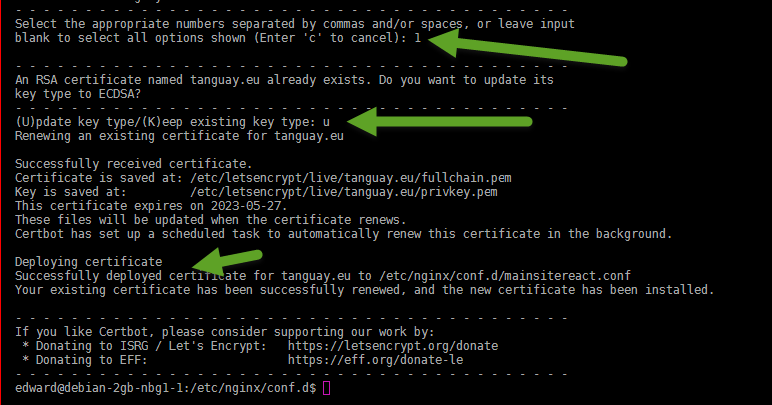 - - - - - - - - - - - - - - - - - - - - - - - - - - - - - - - - - - - - - - - -
Select the appropriate numbers separated by commas and/or spaces, or leave input
blank to select all options shown (Enter 'c' to cancel): 1
- - - - - - - - - - - - - - - - - - - - - - - - - - - - - - - - - - - - - - - -
An RSA certificate named tanguay.eu already exists. Do you want to update its
key type to ECDSA?
- - - - - - - - - - - - - - - - - - - - - - - - - - - - - - - - - - - - - - - -
(U)pdate key type/(K)eep existing key type: u
Renewing an existing certificate for tanguay.eu
Successfully received certificate.
Certificate is saved at: /etc/letsencrypt/live/tanguay.eu/fullchain.pem
Key is saved at:         /etc/letsencrypt/live/tanguay.eu/privkey.pem
This certificate expires on 2023-05-27.
These files will be updated when the certificate renews.
Certbot has set up a scheduled task to automatically renew this certificate in the background.
Deploying certificate
Successfully deployed certificate for tanguay.eu to /etc/nginx/conf.d/mainsitereact.conf
Your existing certificate has been successfully renewed, and the new certificate has been installed.
- - - - - - - - - - - - - - - - - - - - - - - - - - - - - - - - - - - - - - - -
If you like Certbot, please consider supporting our work by:
 * Donating to ISRG / Let's Encrypt:   https://letsencrypt.org/donate
 * Donating to EFF:                    https://eff.org/donate-le
- - - - - - - - - - - - - - - - - - - - - - - - - - - - - - - - - - - - - - - -
edward@debian-2gb-nbg1-1:/etc/nginx/conf.d$